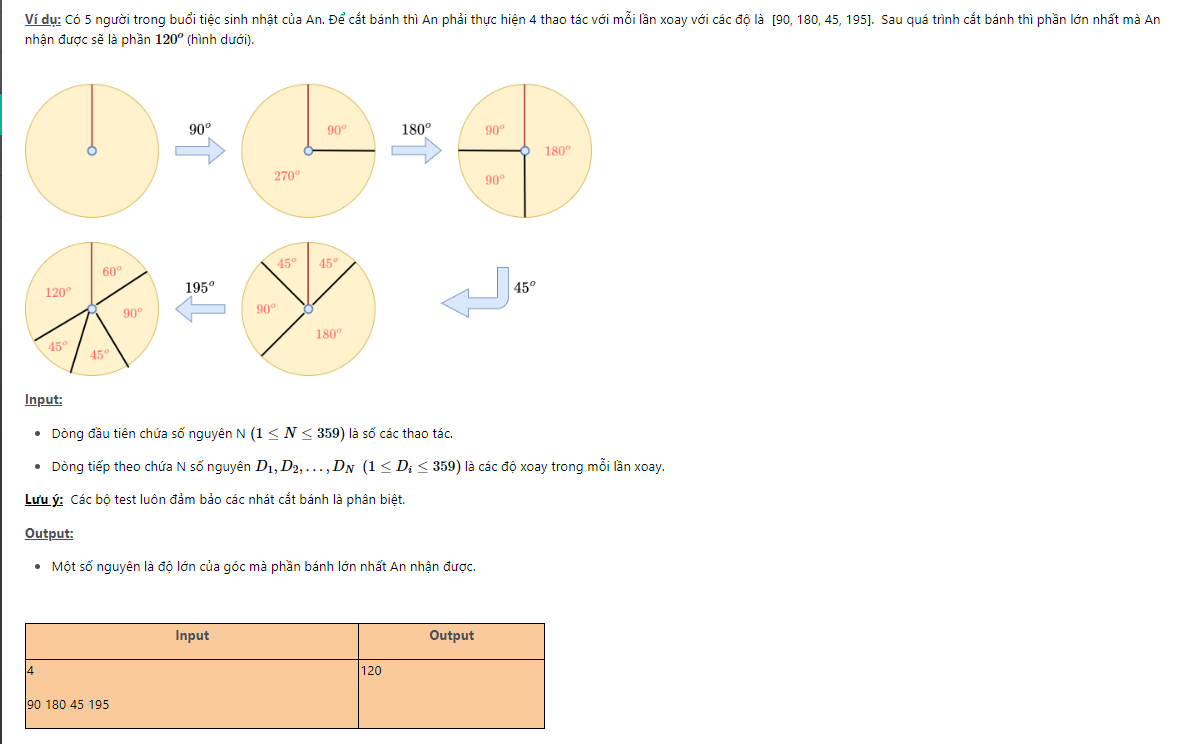 Ví dụ: Có 5 người trong buổi tiệc sinh nhật của An. Để cắt bánh thì An phải thực hiện 4 thao tác với mỗi lần xoay với các độ là [90, 180, 45, 195]. Sau quá trình cắt bánh thì phần lớn nhất mà An
nhận được sẽ là phần 120° (hình dưới).
90° 90° 180° 90° 180°
270° 90°
60° 120° 90° 45° 45° 195° 45° 45° 90° 180° 45°
Input:
• Dòng đầu tiên chứa số nguyên N (1 ≤ N ≤ 359) là số các thao tác.
• Dòng tiếp theo chứa N số nguyên D₁, D₂, . . . , D_N (1 ≤ Dᵢ ≤ 359) là các độ xoay trong mỗi lần xoay.
Lưu ý: Các bộ test luôn đảm bảo các nhát cắt bánh là phân biệt.
Output:
• Một số nguyên là độ lớn của góc mà phần bánh lớn nhất An nhận được.
Input Output
4 120
90 180 45 195